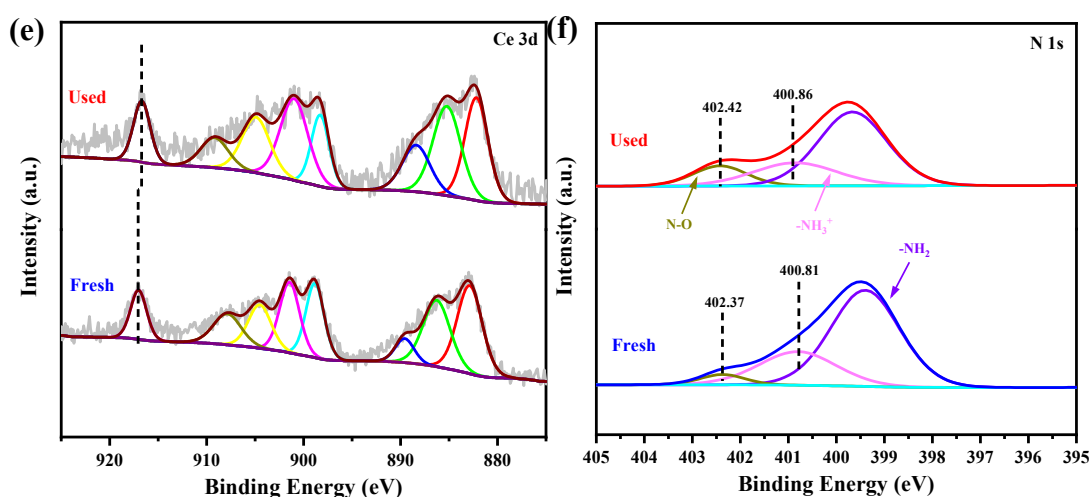 (e)
Ce 3d
Used
Fresh
Intensity (a.u.)
920 910 900 890 880
Binding Energy (eV)
(f)
N 1s
402.42
400.86
Used
N-O
-NH₃⁺
-NH₂
400.81
402.37
Fresh
Intensity (a.u.)
405 404 403 402 401 400 399 398 397 396 395
Binding Energy (eV)